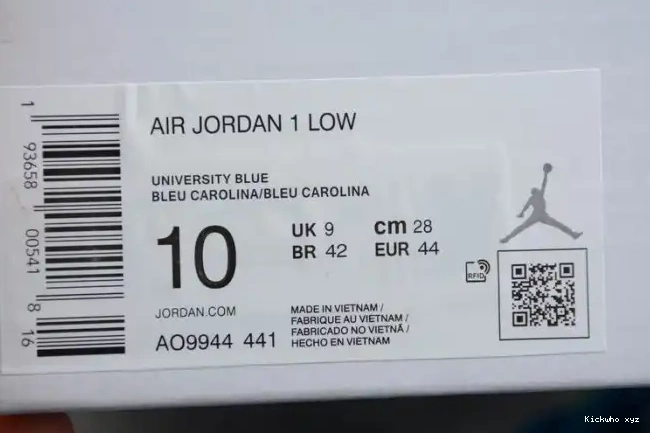 AIR JORDAN 1 LOW
UNIVERSITY BLUE
BLEU CAROLINA/BLEU CAROLINA
10
UK 9 cm 28
BR 42 EUR 44
RFID
JORDAN.COM
AO9944 441
MADE IN VIETNAM /
FABRIQUE AU VIETNAM /
FABRICADO NO VIETNÃ /
HECHO EN VIETNAM
1 93658 00541 8 16
Kickwho xyz